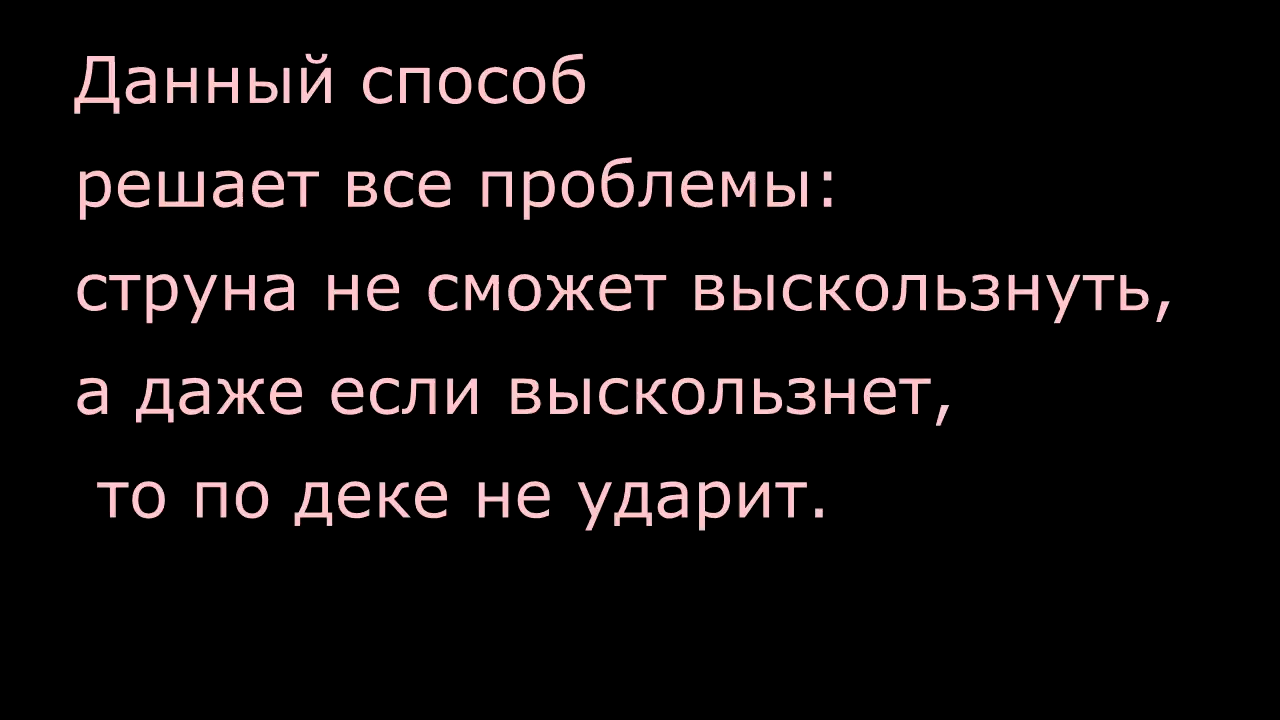 Данный способ
решает все проблемы:
струна не сможет выскользнуть,
а даже если выскользнет,
то по деке не ударит.